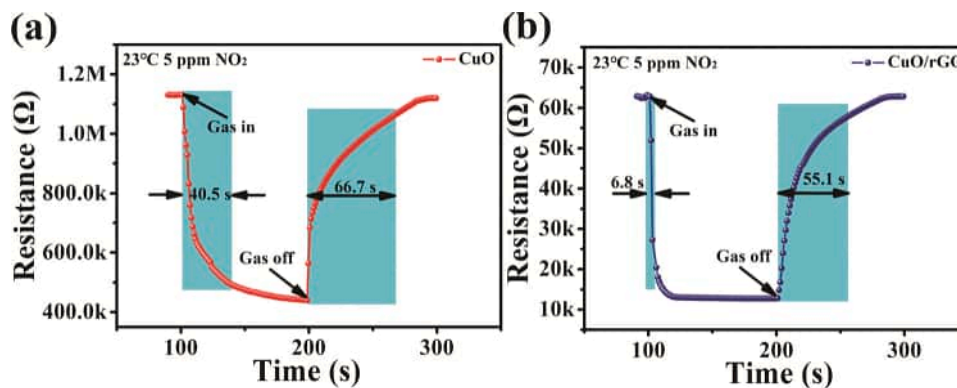 (a)
23°C 5 ppm NO₂
CuO
1.2M
1.0M
800.0k
600.0k
400.0k
Resistance (Ω)
Gas in
40.5 s
66.7 s
Gas off
100
200
300
Time (s)
(b)
23°C 5 ppm NO₂
CuO/rGO
70k
60k
50k
40k
30k
20k
10k
Resistance (Ω)
Gas in
6.8 s
55.1 s
Gas off
100
200
300
Time (s)